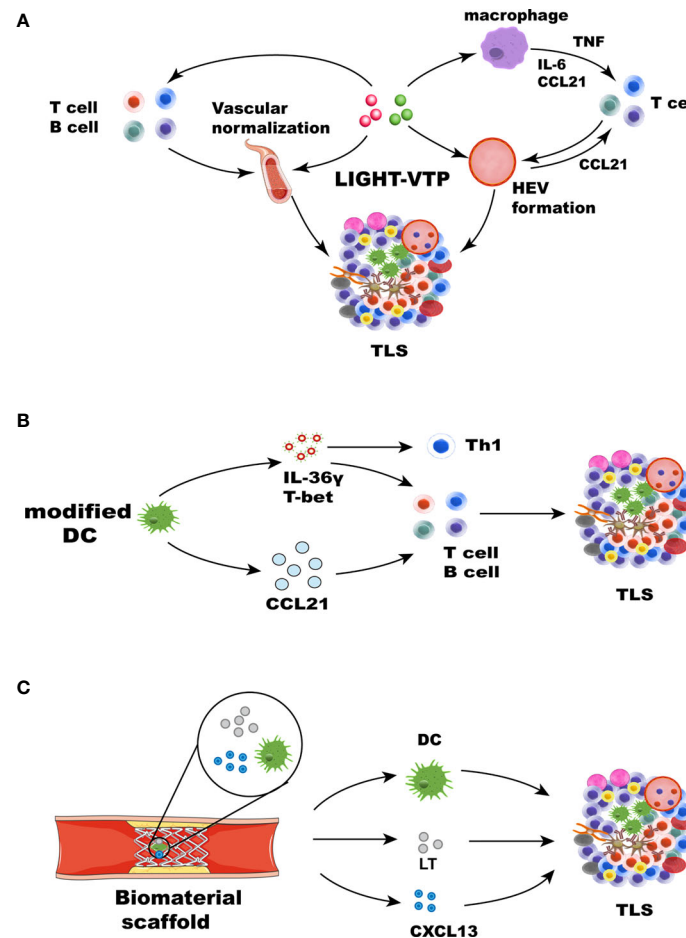 A
macrophage
TNF
IL-6
CCL21
T cell
B cell
Vascular
normalization
T ce
LIGHT-VTP
CCL21
HEV
formation
TLS
B
IL-36γ
T-bet
Th1
modified
DC
T cell
B cell
CCL21
TLS
C
DC
LT
Biomaterial
scaffold
CXCL13
TLS